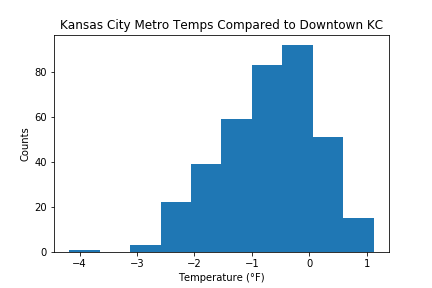 Kansas City Metro Temps Compared to Downtown KC
80
60
40
20
0
Counts
−4 −3 −2 −1 0 1
Temperature (°F)